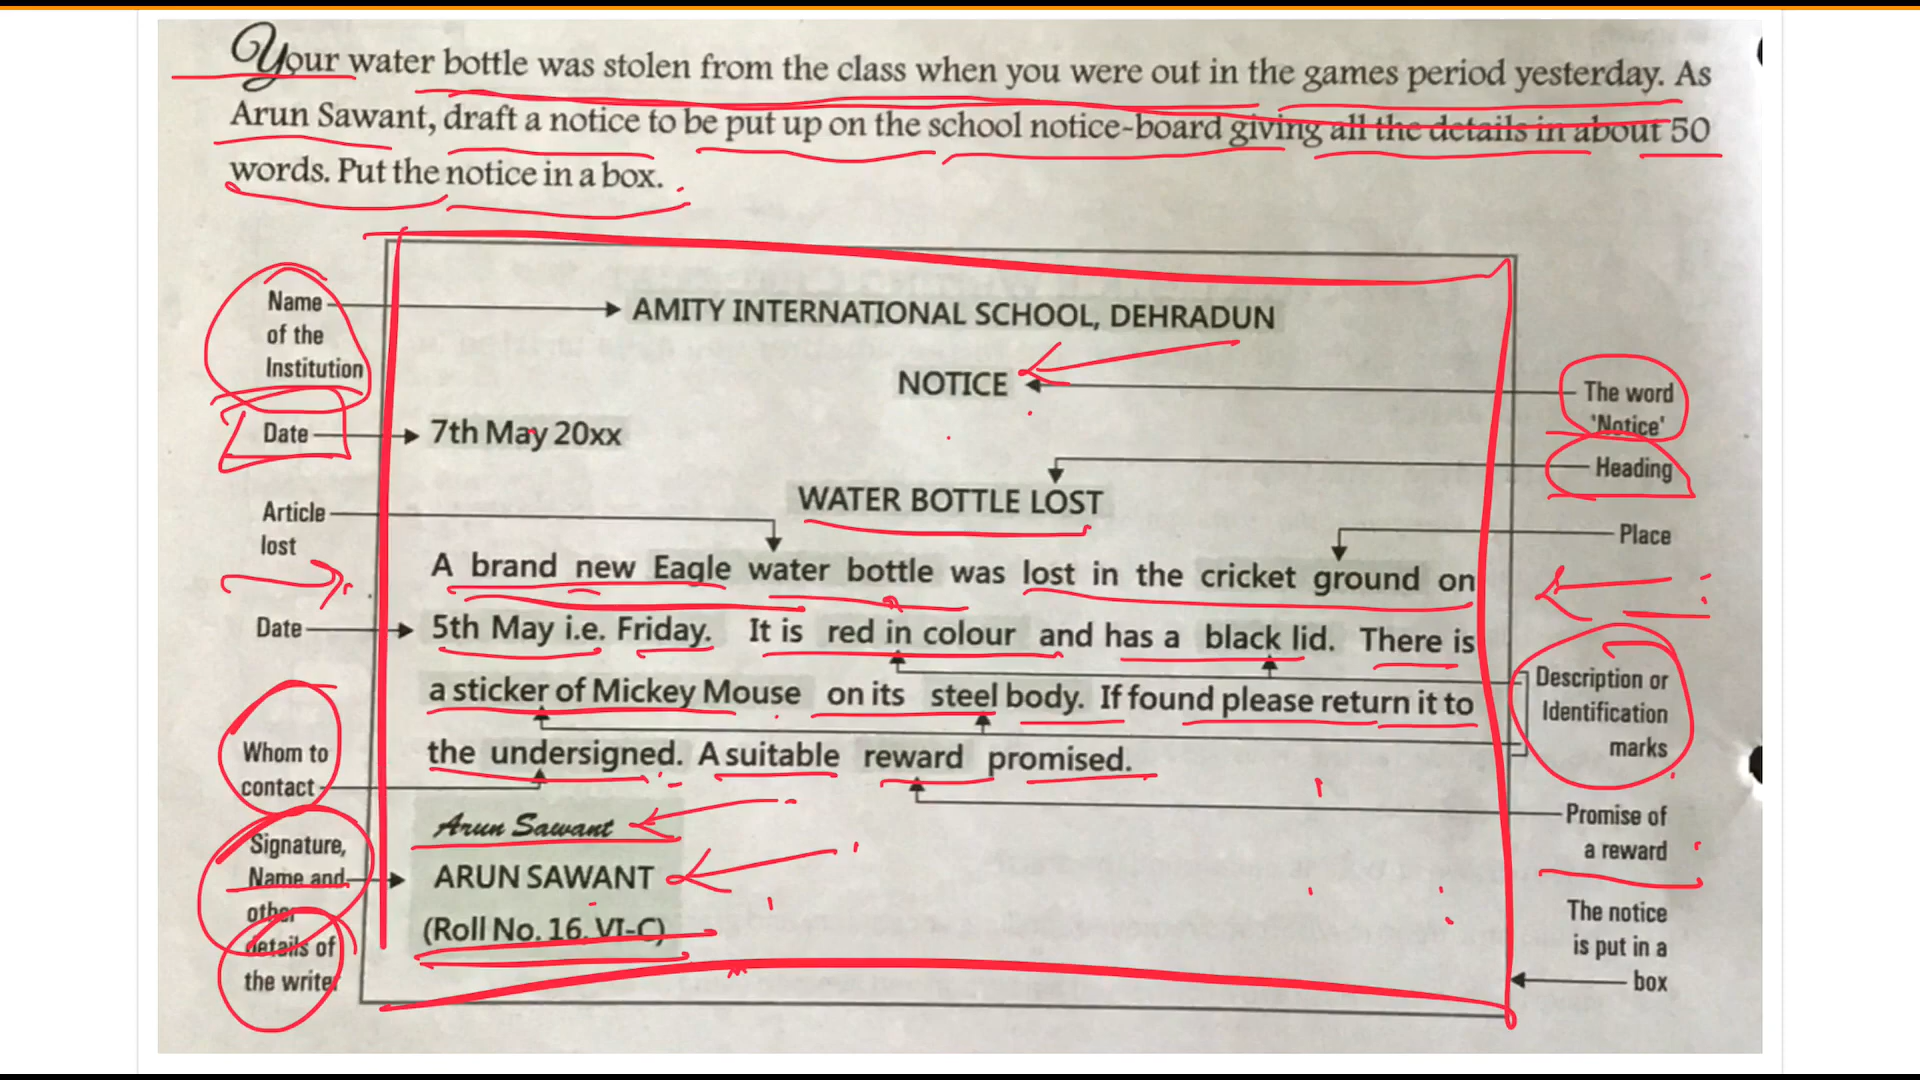 Your water bottle was stolen from the class when you were out in the games period yesterday. As
Arun Sawant, draft a notice to be put up on the school notice-board giving all the details in about 50
words. Put the notice in a box.
Name
of the
Institution
AMITY INTERNATIONAL SCHOOL, DEHRADUN
NOTICE
The word
'Notice'
Date
7th May 20xx
Heading
WATER BOTTLE LOST
Article
lost
Place
A brand new Eagle water bottle was lost in the cricket ground on
Date
5th May i.e. Friday. It is red in colour and has a black lid. There is
a sticker of Mickey Mouse on its steel body. If found please return it to
the undersigned. A suitable reward promised.
Description or
Identification
marks
Whom to
contact
Promise of
a reward
Arun Sawant
ARUN SAWANT
(Roll No. 16, VI-C)
Signature,
Name and
other
details of
the writer
The notice
is put in a
box